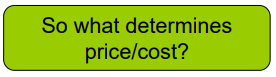 So what determines
price/cost?